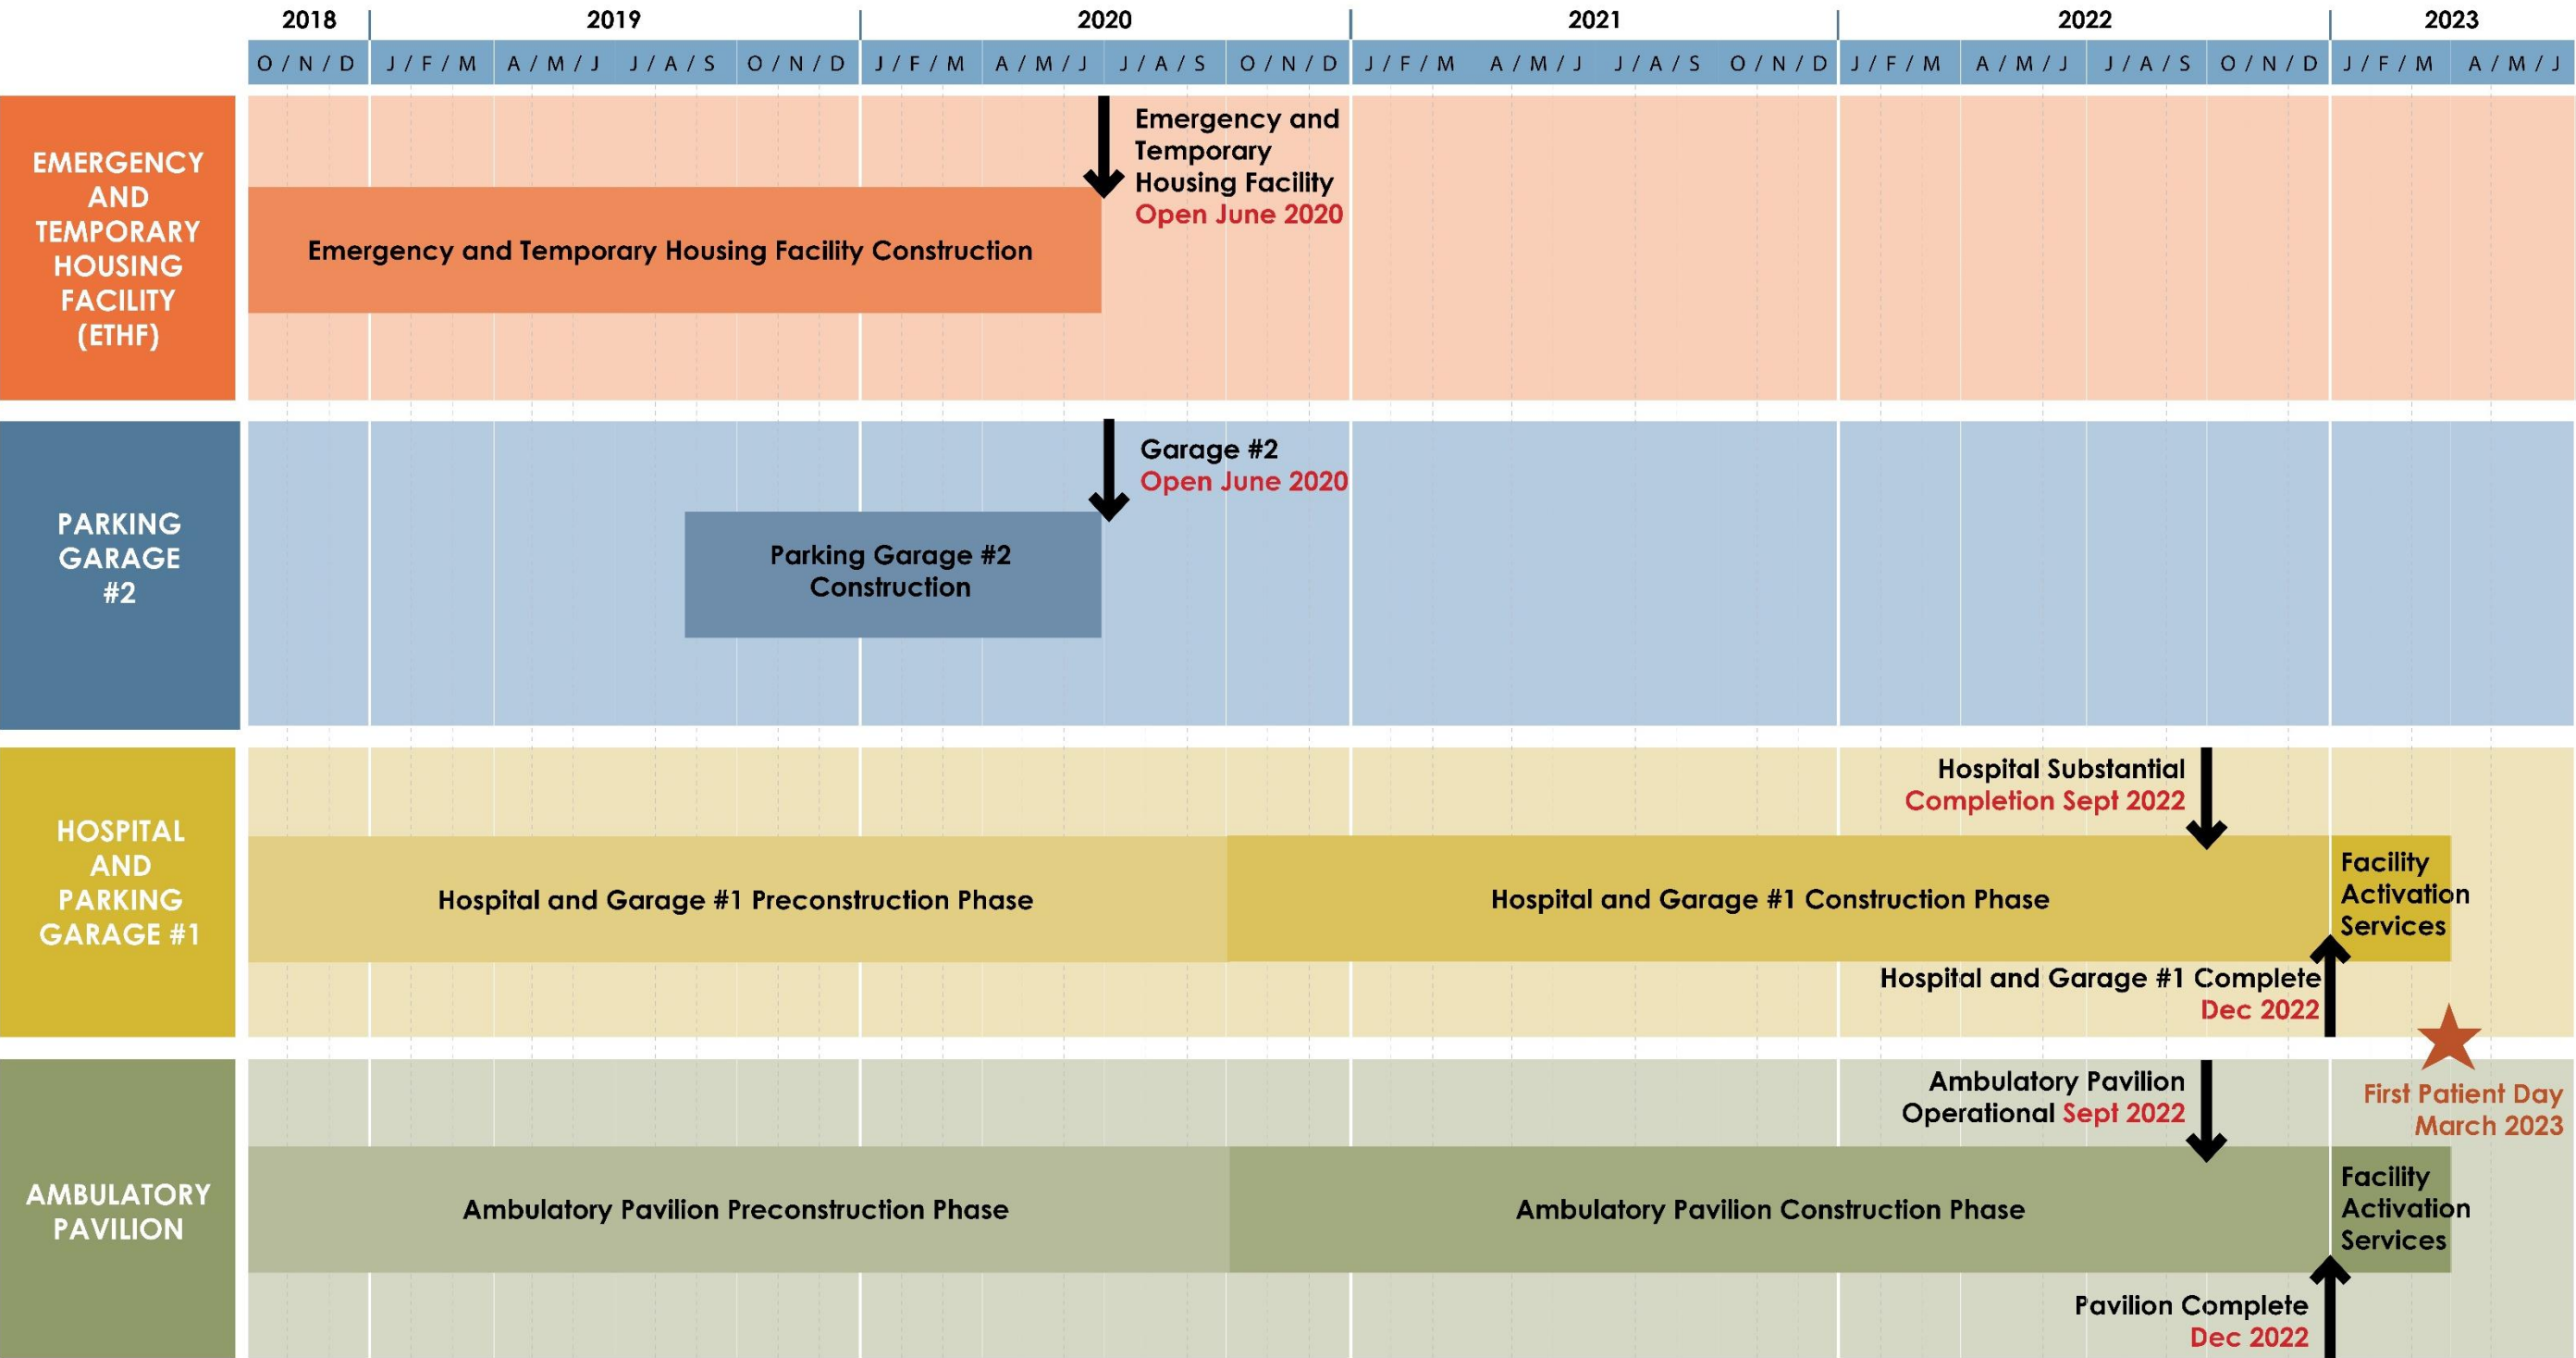 2018 2019 2020 2021 2022 2023
O / N / D J / F / M A / M / J J / A / S O / N / D J / F / M A / M / J J / A / S O / N / D J / F / M A / M / J J / A / S O / N / D J / F / M A / M / J J / A / S O / N / D J / F / M A / M / J
EMERGENCY
AND
TEMPORARY
HOUSING
FACILITY
(ETHF)
Emergency and Temporary Housing Facility Construction
Emergency and
Temporary
Housing Facility
Open June 2020
PARKING
GARAGE
#2
Parking Garage #2
Construction
Garage #2
Open June 2020
HOSPITAL
AND
PARKING
GARAGE #1
Hospital and Garage #1 Preconstruction Phase
Hospital and Garage #1 Construction Phase
Hospital Substantial
Completion Sept 2022
Facility
Activation
Services
Hospital and Garage #1 Complete
Dec 2022
First Patient Day
March 2023
AMBULATORY
PAVILION
Ambulatory Pavilion Preconstruction Phase
Ambulatory Pavilion Construction Phase
Ambulatory Pavilion
Operational Sept 2022
Facility
Activation
Services
Pavilion Complete
Dec 2022